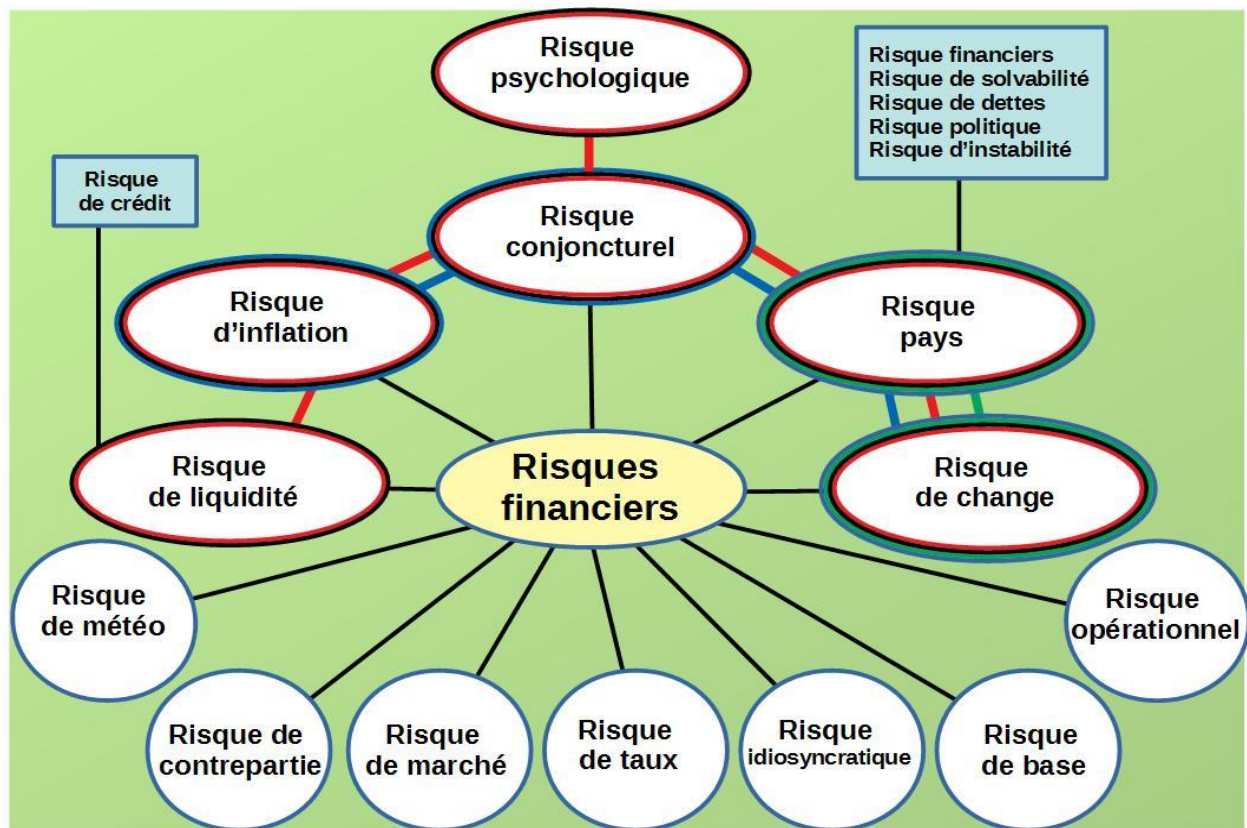 Risque
psychologique
Risque financiers
Risque de solvabilité
Risque de dettes
Risque politique
Risque d’instabilité
Risque
de crédit
Risque
conjoncturel
Risque
d’inflation
Risque
pays
Risque
de liquidité
Risques
financiers
Risque
de change
Risque
de météo
Risque
opérationnel
Risque de
contrepartie
Risque
de marché
Risque
de taux
Risque
idiosyncratique
Risque
de base